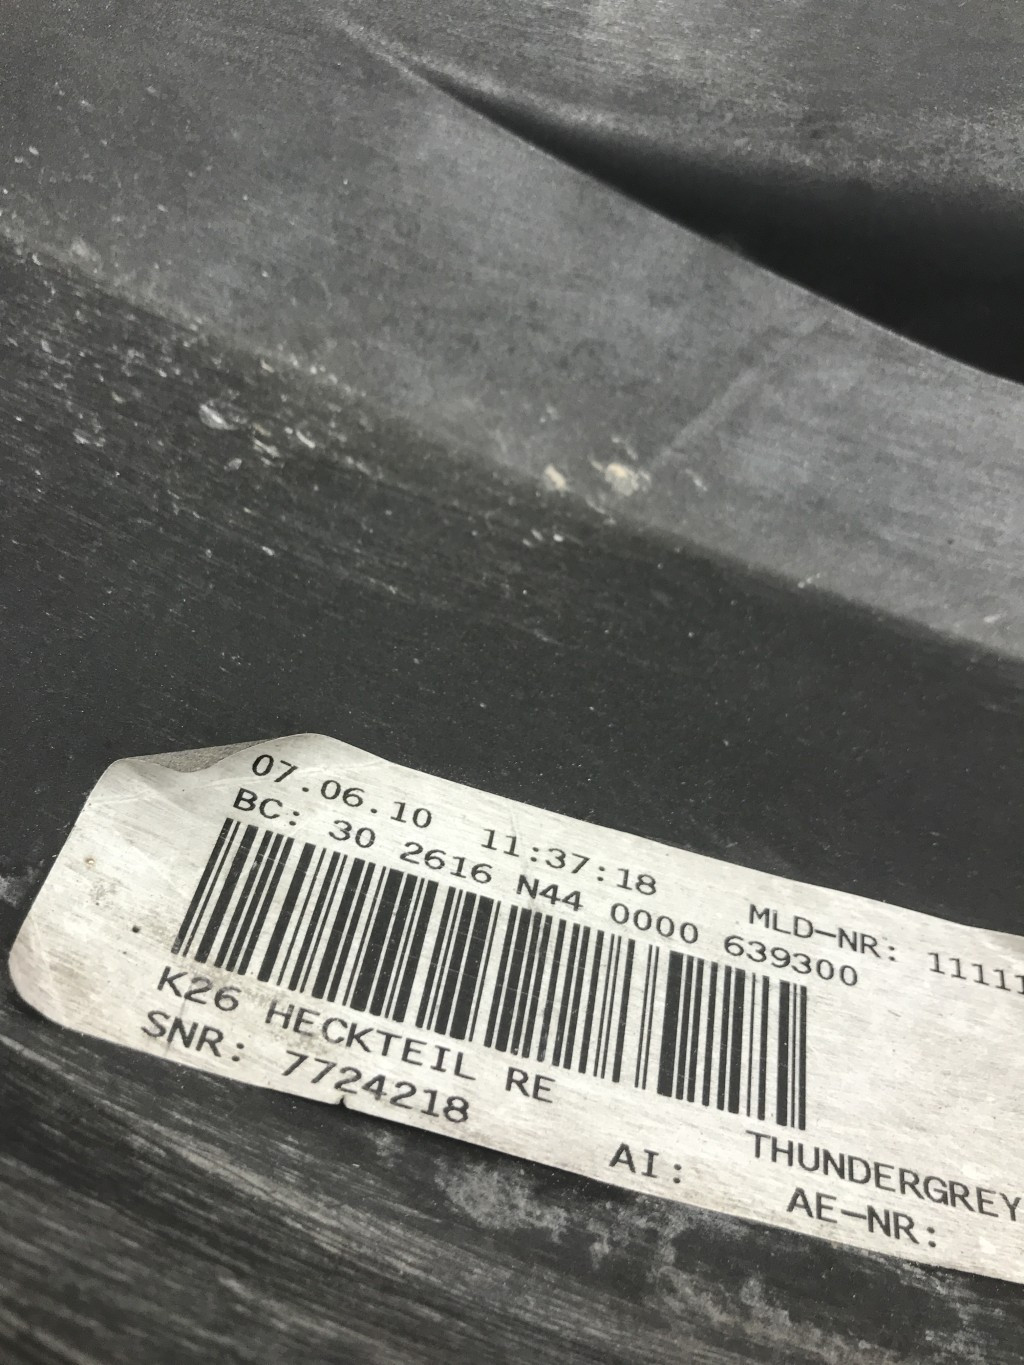 07.06.10 11:37:18 MLD-NR: 11111
BC: 30 2616 N44 0000 639300
K26 HECKTEIL RE THUNDERGREY
SNR: 7724218 AI: AE-NR: